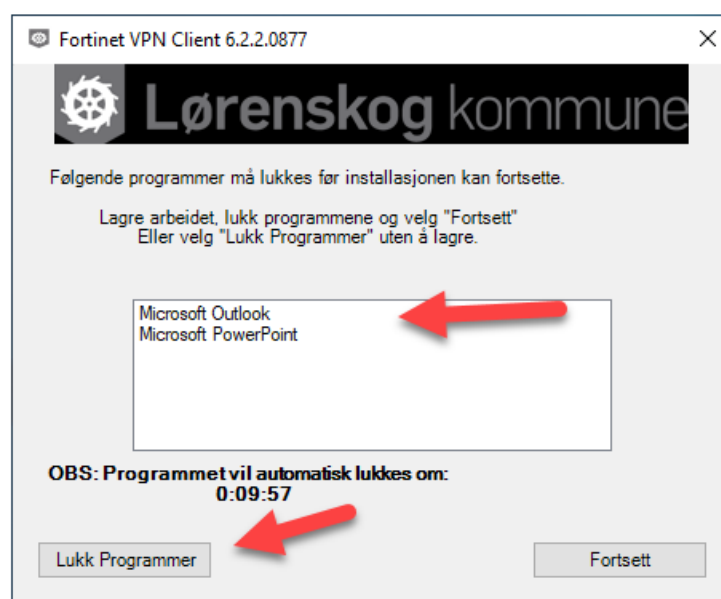 Fortinet VPN Client 6.2.2.0877
Lørenskog kommune
Følgende programmer må lukkes før installasjonen kan fortsette.
Lagre arbeidet, lukk programmene og velg "Fortsett"
Eller velg "Lukk Programmer" uten å lagre.
Microsoft Outlook
Microsoft PowerPoint
OBS: Programmet vil automatisk lukkes om:
0:09:57
Lukk Programmer
Fortsett